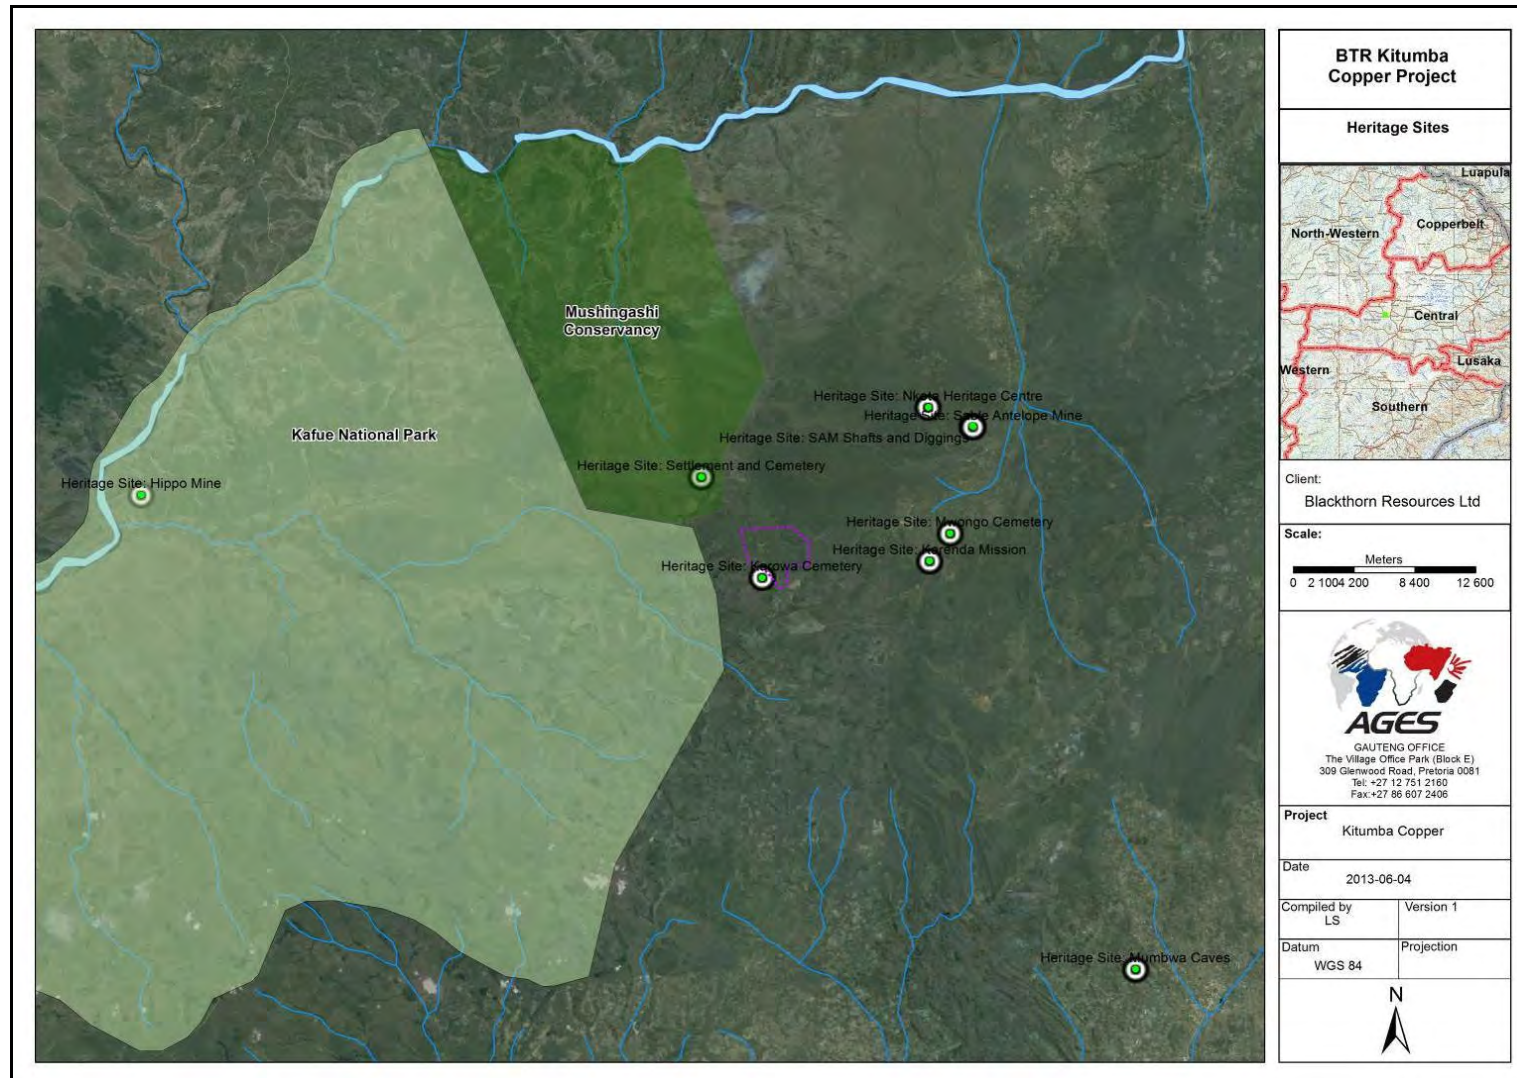 Mushingashi
Conservancy
Kafue National Park
Heritage Site: Hippo Mine
Heritage Site: Settlement and Cemetery
Heritage Site: Heritage Centre
Heritage Site: Sable Antelope Mine
Heritage Site: SAM Shafts and Diggings
Heritage Site: Mwongo Cemetery
Heritage Site: Mission
Heritage Site: Cemetery
Heritage Site: Mumbwa Caves
BTR Kitumba
Copper Project
Heritage Sites
Luapula
North-Western
Copperbelt
Central
Lusaka
Western
Southern
Client:
Blackthorn Resources Ltd
Scale:
Meters
0 2 100 4 200 8 400 12 600
AGES
GAUTENG OFFICE
The Village Office Park (Block E)
309 Glenwood Road, Pretoria 0081
Tel: +27 12 751 2160
Fax:+27 86 607 2406
Project
Kitumba Copper
Date
2013-06-04
Compiled by
LS
Version 1
Datum
WGS 84
Projection
N